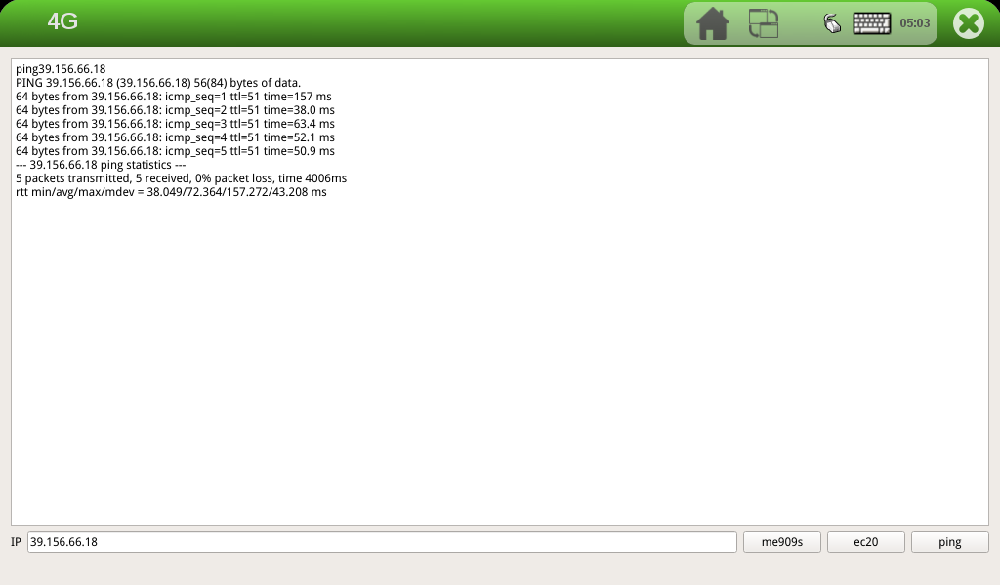 4G
05:03
ping39.156.66.18
PING 39.156.66.18 (39.156.66.18) 56(84) bytes of data.
64 bytes from 39.156.66.18: icmp_seq=1 ttl=51 time=157 ms
64 bytes from 39.156.66.18: icmp_seq=2 ttl=51 time=38.0 ms
64 bytes from 39.156.66.18: icmp_seq=3 ttl=51 time=63.4 ms
64 bytes from 39.156.66.18: icmp_seq=4 ttl=51 time=52.1 ms
64 bytes from 39.156.66.18: icmp_seq=5 ttl=51 time=50.9 ms
--- 39.156.66.18 ping statistics ---
5 packets transmitted, 5 received, 0% packet loss, time 4006ms
rtt min/avg/max/mdev = 38.049/72.364/157.272/43.208 ms
IP 39.156.66.18 me909s ec20 ping